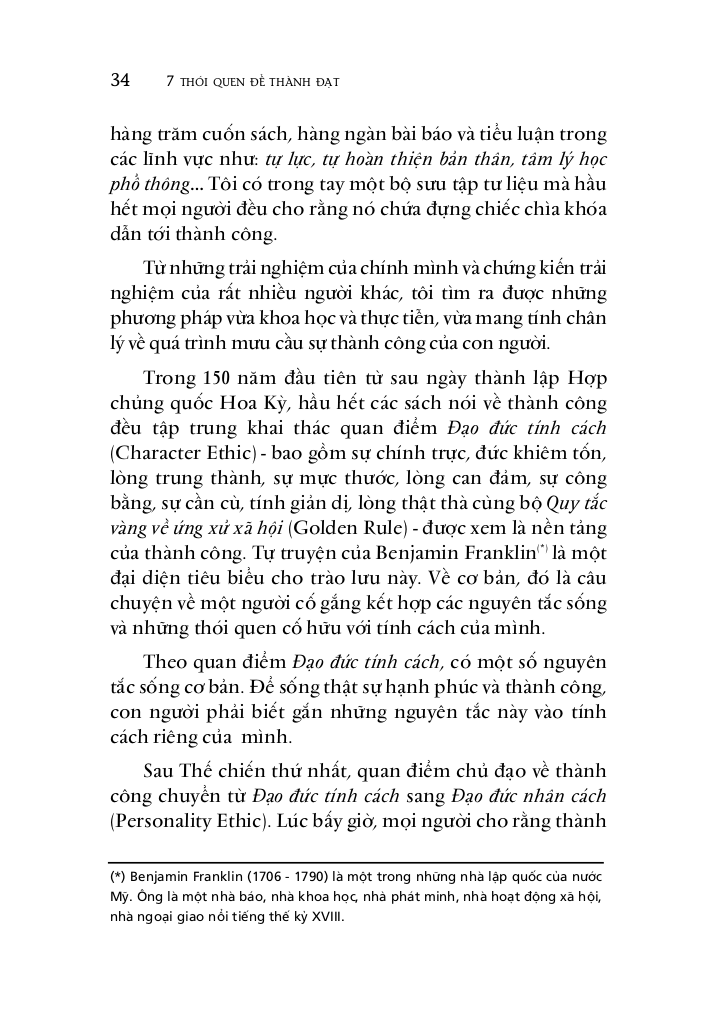 34 7 THÓI QUEN ĐỂ THÀNH ĐẠT
hàng trăm cuốn sách, hàng ngàn bài báo và tiểu luận trong
các lĩnh vực như: tự lực, tự hoàn thiện bản thân, tâm lý học
phổ thông... Tôi có trong tay một bộ sưu tập tư liệu mà hầu
hết mọi người đều cho rằng nó chứa đựng chiếc chìa khóa
dẫn tới thành công.
Từ những trải nghiệm của chính mình và chứng kiến trải
nghiệm của rất nhiều người khác, tôi tìm ra được những
phương pháp vừa khoa học và thực tiễn, vừa mang tính chân
lý về quá trình mưu cầu sự thành công của con người.
Trong 150 năm đầu tiên từ sau ngày thành lập Hợp
chủng quốc Hoa Kỳ, hầu hết các sách nói về thành công
đều tập trung khai thác quan điểm Đạo đức tính cách
(Character Ethic) - bao gồm sự chính trực, đức khiêm tốn,
lòng trung thành, sự mực thước, lòng can đảm, sự công
bằng, sự cần cù, tính giản dị, lòng thật thà cùng bộ Quy tắc
vàng về ứng xử xã hội (Golden Rule) - được xem là nền tảng
của thành công. Tự truyện của Benjamin Franklin(*) là một
đại diện tiêu biểu cho trào lưu này. Về cơ bản, đó là câu
chuyện về một người cố gắng kết hợp các nguyên tắc sống
và những thói quen cố hữu với tính cách của mình.
Theo quan điểm Đạo đức tính cách, có một số nguyên
tắc sống cơ bản. Để sống thật sự hạnh phúc và thành công,
con người phải biết gắn những nguyên tắc này vào tính
cách riêng của mình.
Sau Thế chiến thứ nhất, quan điểm chủ đạo về thành
công chuyển từ Đạo đức tính cách sang Đạo đức nhân cách
(Personality Ethic). Lúc bấy giờ, mọi người cho rằng thành
(*) Benjamin Franklin (1706 - 1790) là một trong những nhà lập quốc của nước
Mỹ. Ông là một nhà báo, nhà khoa học, nhà phát minh, nhà hoạt động xã hội,
nhà ngoại giao nổi tiếng thế kỷ XVIII.